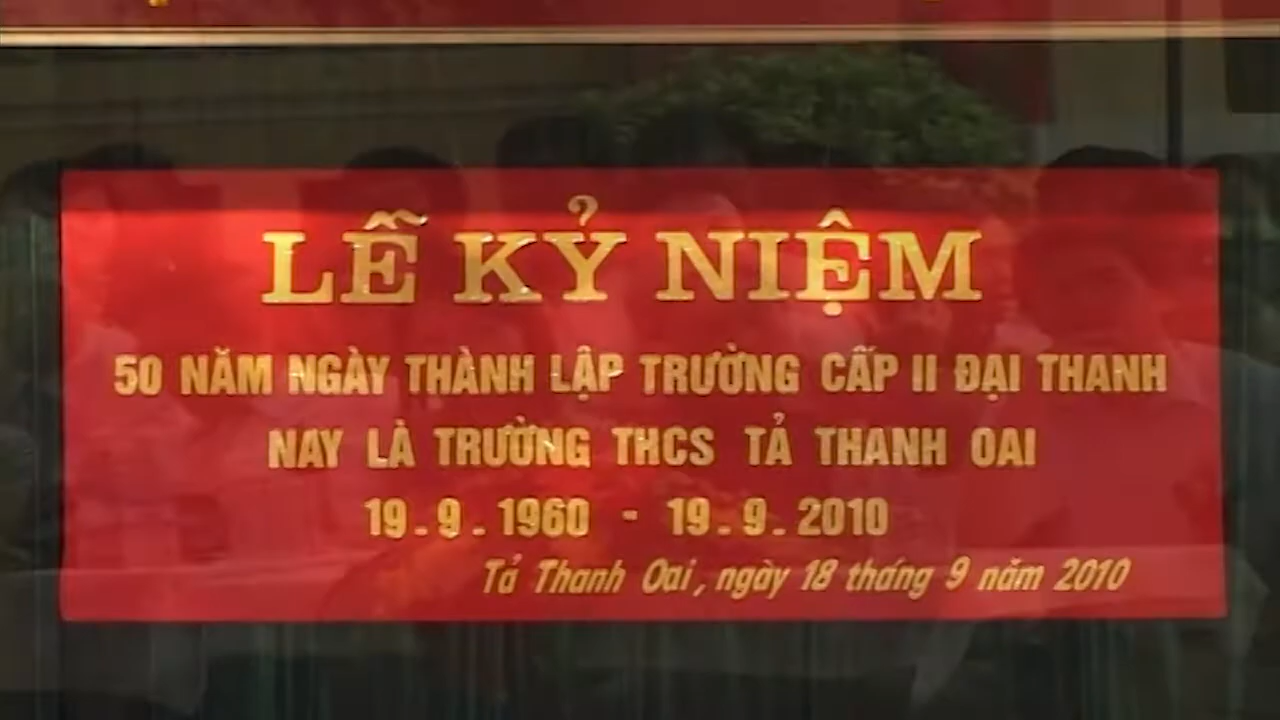 LỄ KỶ NIỆM
50 NĂM NGÀY THÀNH LẬP TRƯỜNG CẤP II ĐẠI THANH
NAY LÀ TRƯỜNG THCS TẢ THANH OAI
19.9.1960 - 19.9.2010
Tả Thanh Oai, ngày 18 tháng 9 năm 2010